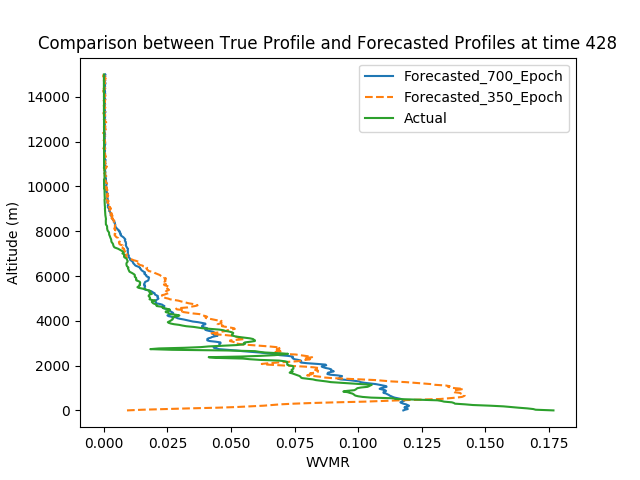 Comparison between True Profile and Forecasted Profiles at time 428
Forecasted_700_Epoch
Forecasted_350_Epoch
Actual
14000
12000
10000
8000
6000
4000
2000
0
Altitude (m)
0.000 0.025 0.050 0.075 0.100 0.125 0.150 0.175
WVMR